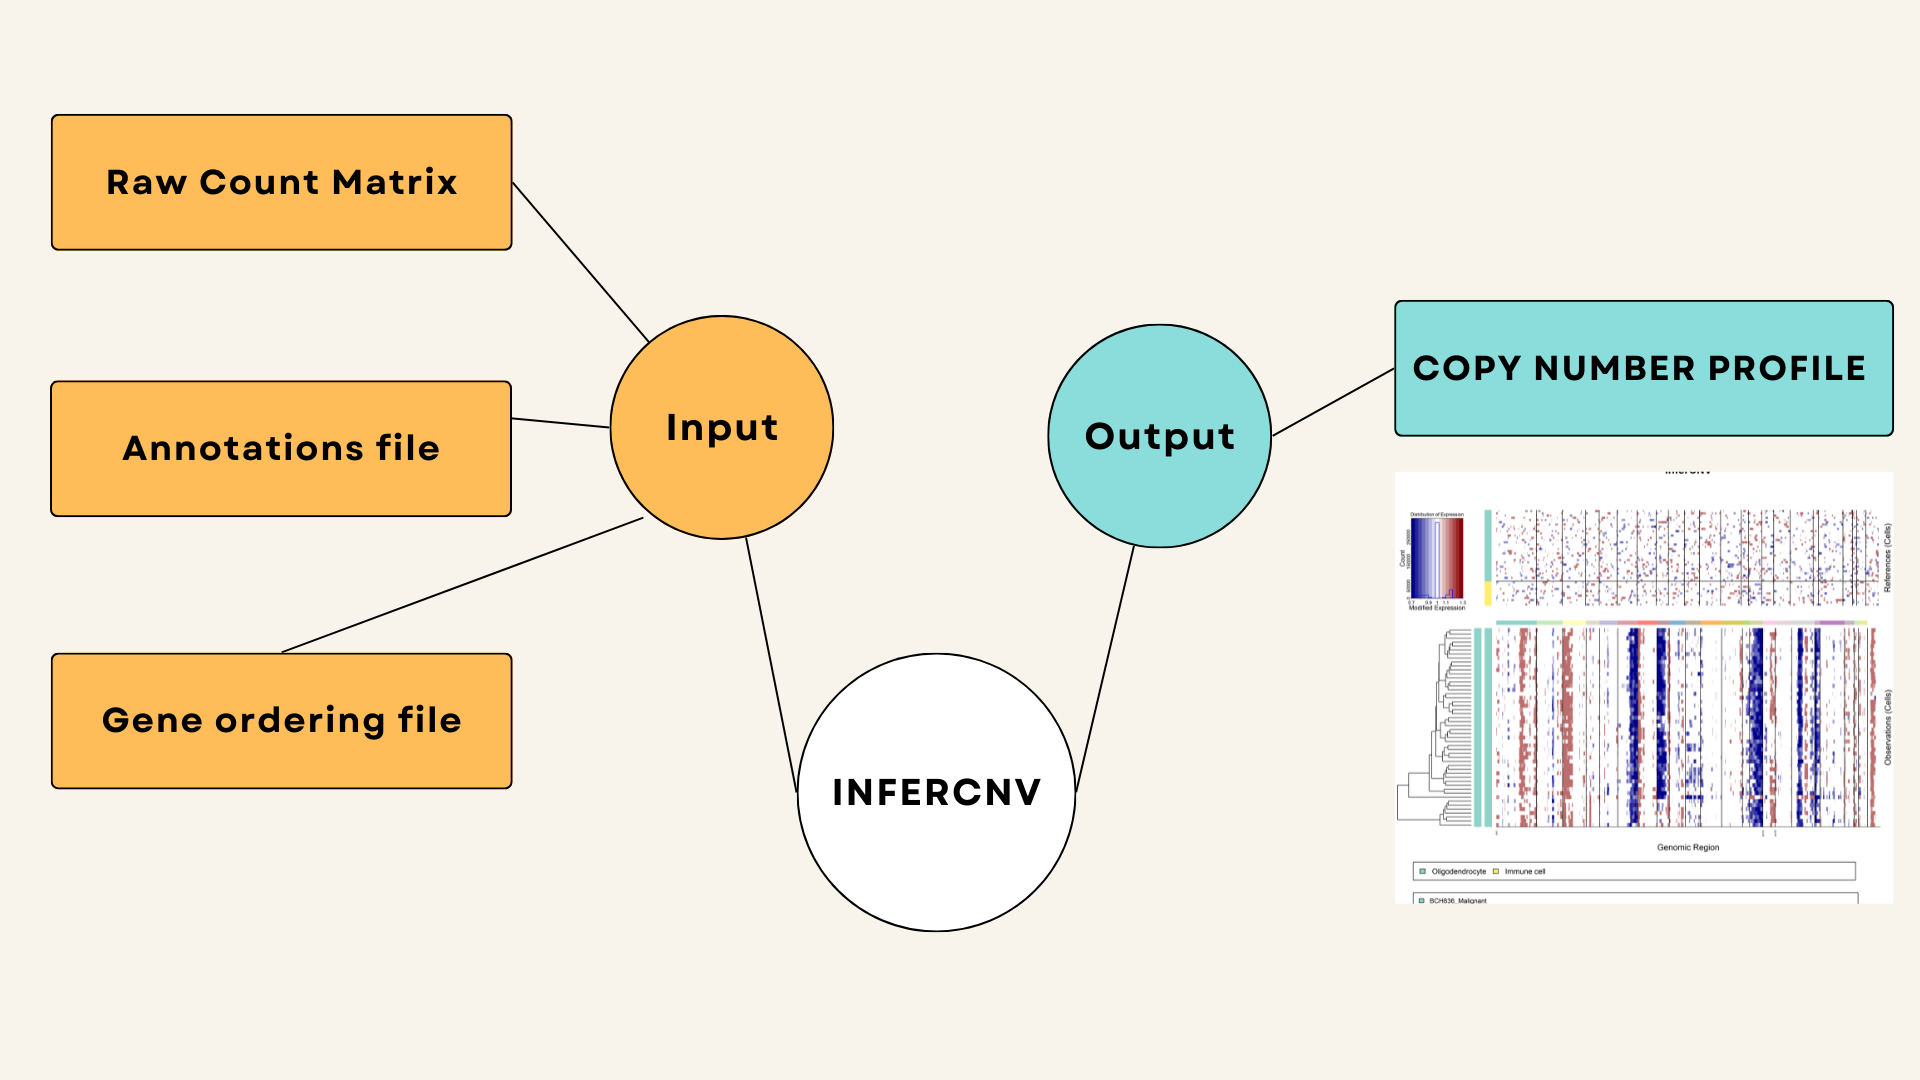 Raw Count Matrix
Annotations file
Gene ordering file
Input
INFERCNV
Output
COPY NUMBER PROFILE
Distribution of Expression
Count
Modified Expression
References (Cells)
Observations (Cells)
Genomic Region
Oligodendrocyte Immune cell
BCH836_Malignant